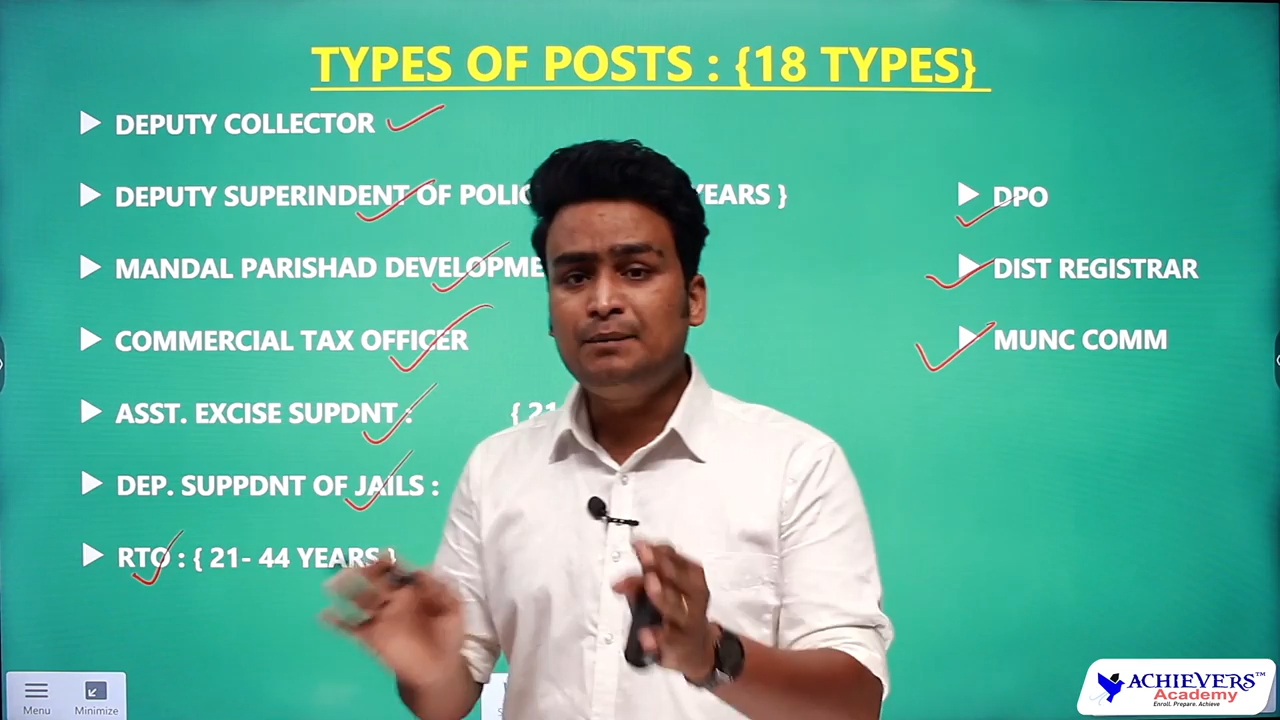 TYPES OF POSTS : {18 TYPES}
DEPUTY COLLECTOR
DEPUTY SUPERINDENT OF POLIC YEARS }
MANDAL PARISHAD DEVELOPME
COMMERCIAL TAX OFFICER
ASST. EXCISE SUPDNT : { 21
DEP. SUPPDNT OF JAILS :
RTO : { 21- 44 YEARS }
DPO
DIST REGISTRAR
MUNC COMM
Menu
Minimize
ACHIEVERS™
Academy
Enroll. Prepare. Achieve